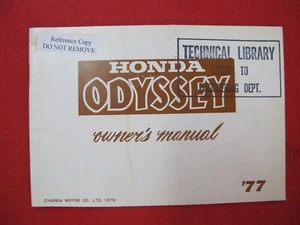 Reference Copy
DO NOT REMOVE
TECHNICAL LIBRARY
TO
DEPT.
HONDA
ODYSSEY
owner's manual
'77
©HONDA MOTOR CO., LTD. 1976